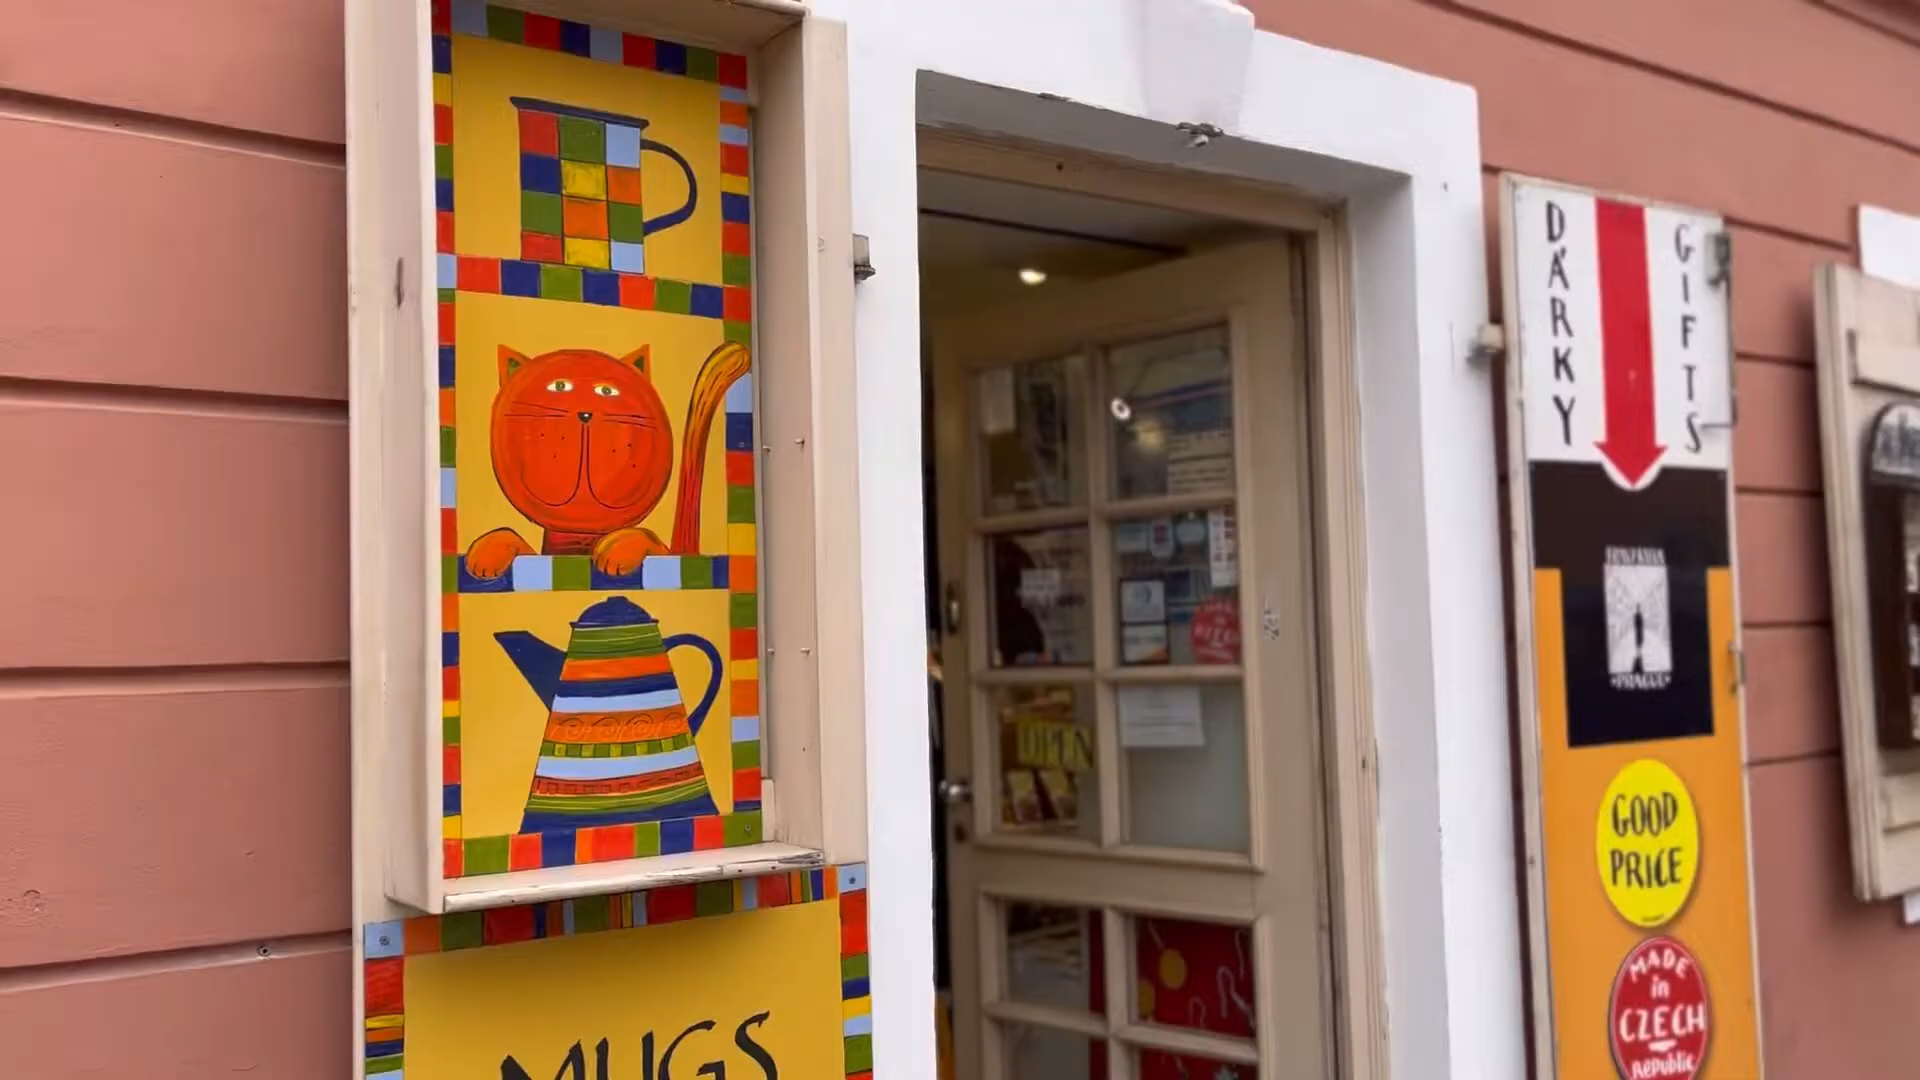 MUGS
OPEN
DÁRKY
GIFTS
PRAGUE
GOOD
PRICE
MADE
in
CZECH
Republic